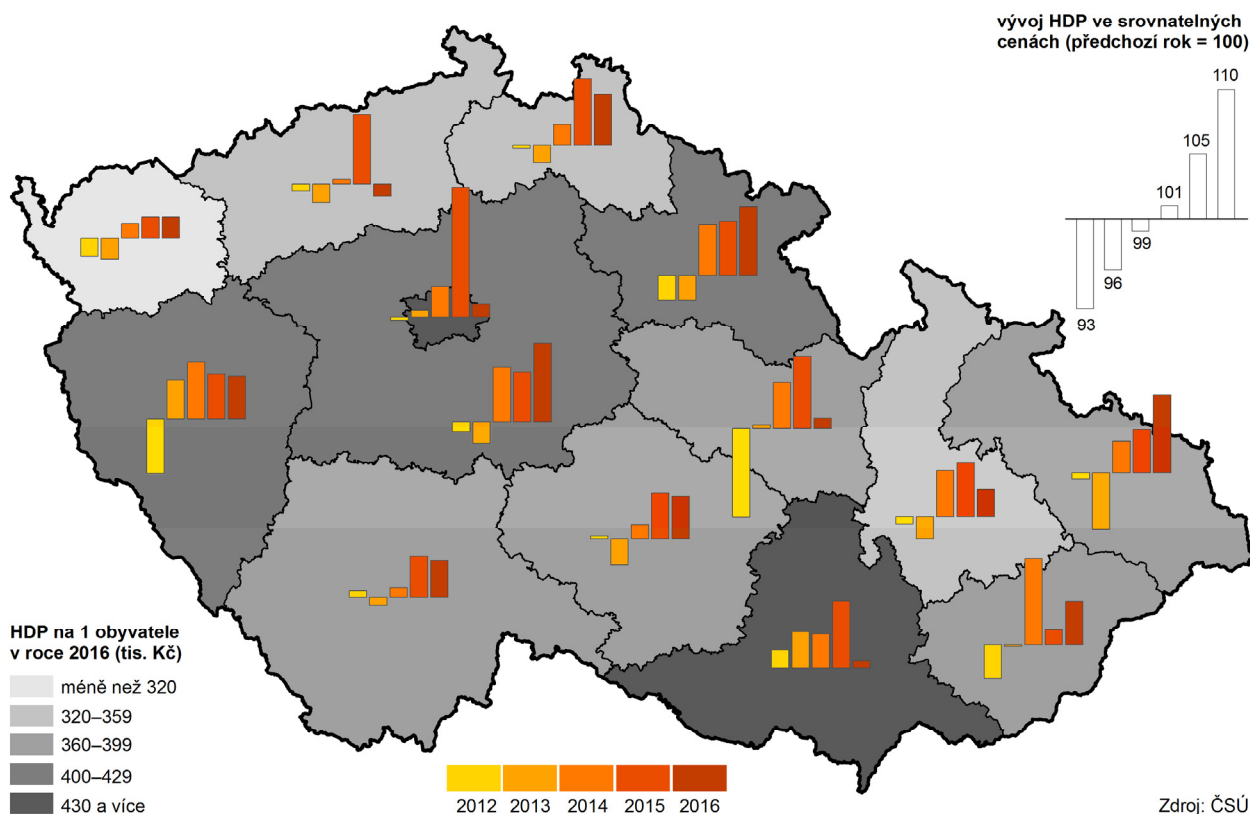 vývoj HDP ve srovnatelných
cenách (předchozí rok = 100)
110
105
101
99
96
93
HDP na 1 obyvatele
v roce 2016 (tis. Kč)
méně než 320
320–359
360–399
400–429
430 a více
2012 2013 2014 2015 2016
Zdroj: ČSÚ